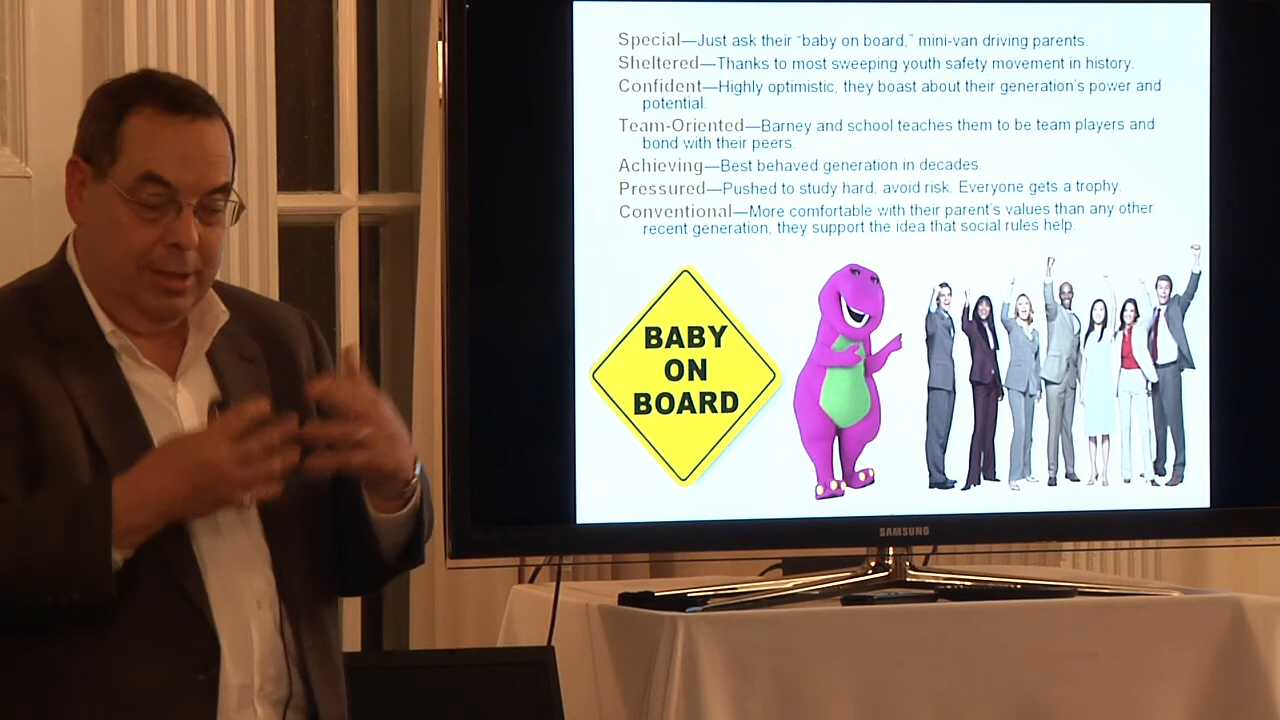 Special—Just ask their "baby on board," mini-van driving parents.
Sheltered—Thanks to most sweeping youth safety movement in history.
Confident—Highly optimistic, they boast about their generation's power and
potential.
Team-Oriented—Barney and school teaches them to be team players and
bond with their peers.
Achieving—Best behaved generation in decades.
Pressured—Pushed to study hard, avoid risk. Everyone gets a trophy.
Conventional—More comfortable with their parent's values than any other
recent generation, they support the idea that social rules help.
BABY
ON
BOARD
SAMSUNG